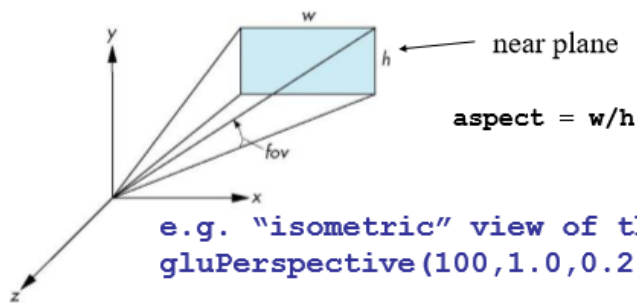 w
y
near plane
h
aspect = w/h
fov
x
e.g. “isometric” view of
gluPerspective(100,1.0,0.2
z